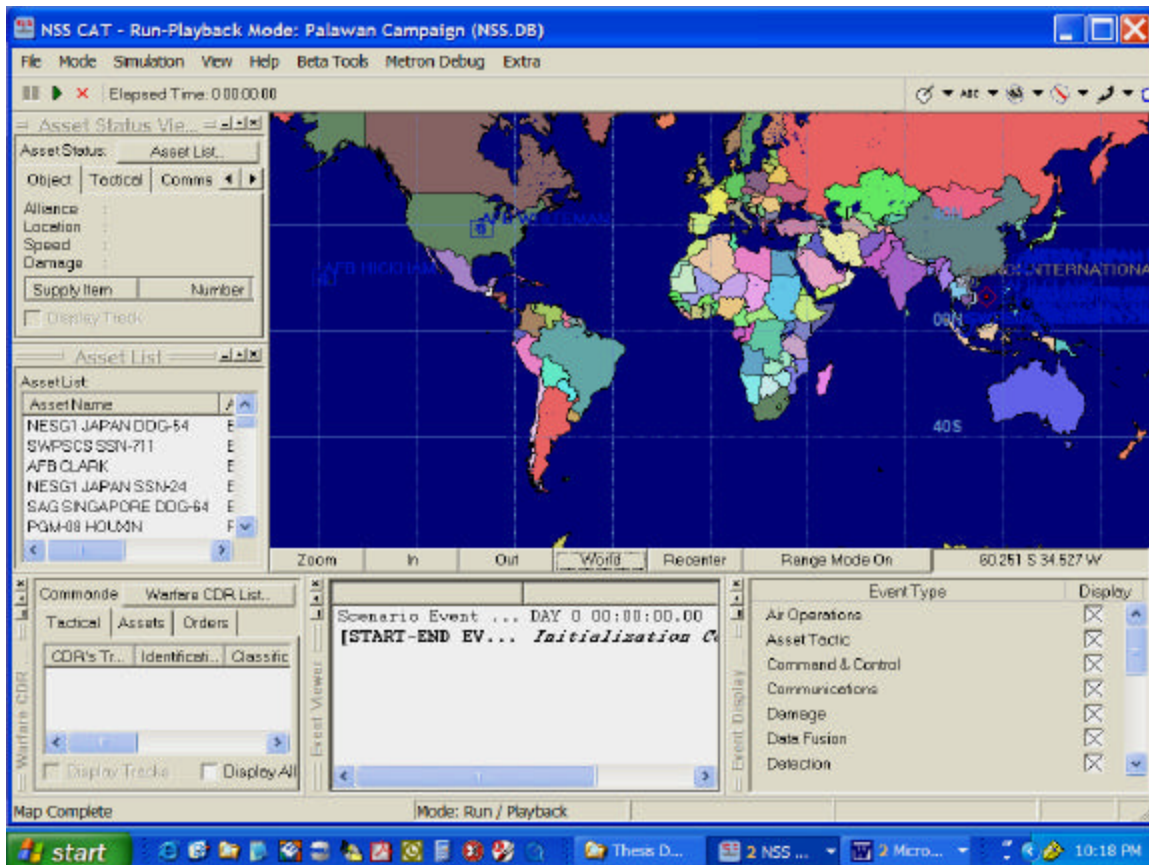 NSS CAT - Run-Playback Mode: Palawan Campaign (NSS.DB)
File Mode Simulation View Help Beta Tools Metron Debug Extra
Elapsed Time: 0 00:00:00
ABC
Asset Status Vie...
Asset Status: Asset List..
Object Tactical Comms
Alliance :
Location :
Speed :
Damage :
Supply Item Number
Display Track
AFB WHITEMAN
AFB HICKHAM
INTERNATIONA
40S
Asset List
Asset List:
Asset Name A
NESG1 JAPAN DDG-54 B
SWPSCS SSN-711 B
AFB CLARK B
NESG1 JAPAN SSN-24 B
SAG SINGAPORE DDG-64 B
PGM-08 HOUXIN
Zoom In Out World Recenter Range Mode On 60.251 S 34.527 W
Warfare CDR
Commande Warfare CDR List..
Tactical Assets Orders
CDR's Tr... Identificati... Classific
Display Tracks Display All
Event Viewer
Scenario Event ... DAY 0 00:00:00.00
[START-END EV... Initialization Co
Event Display
Event Type Display
Air Operations
Asset Tactic
Command & Control
Communications
Damage
Data Fusion
Detection
Map Complete Mode: Run / Playback
start Thesis D... 2 NSS ... 2 Micro... 10:18 PM